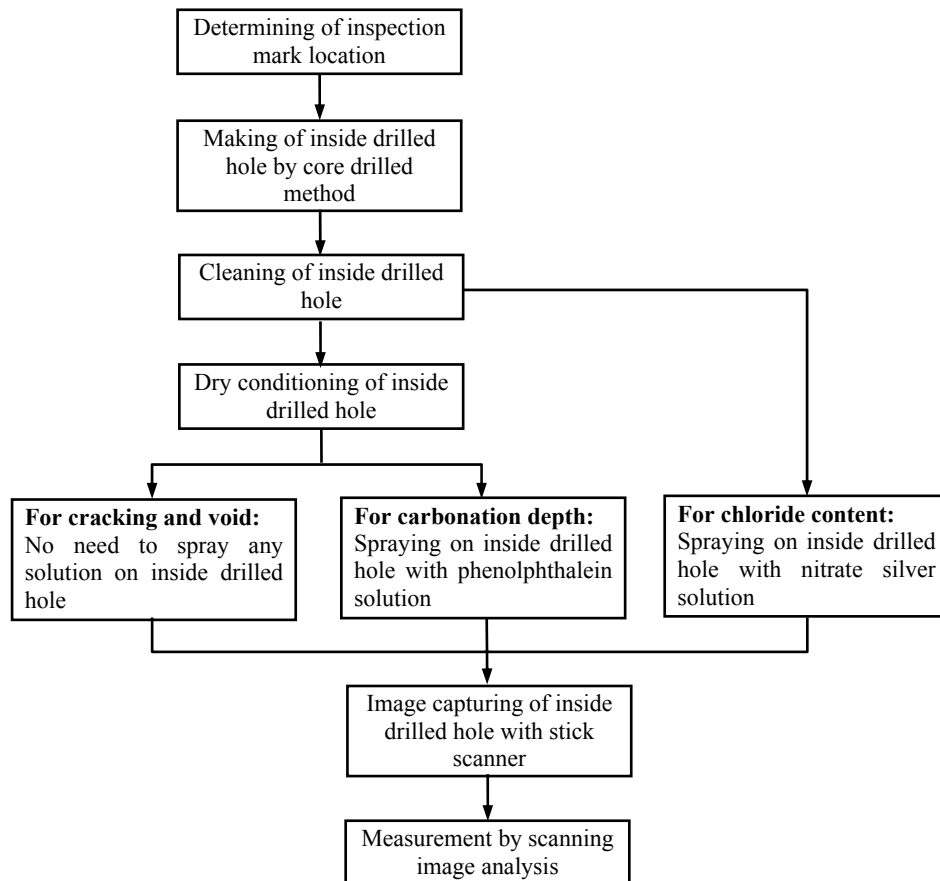 Determining of inspection
mark location
Making of inside drilled
hole by core drilled
method
Cleaning of inside drilled
hole
Dry conditioning of inside
drilled hole
For cracking and void:
No need to spray any
solution on inside drilled
hole
For carbonation depth:
Spraying on inside drilled
hole with phenolphthalein
solution
For chloride content:
Spraying on inside drilled
hole with nitrate silver
solution
Image capturing of inside
drilled hole with stick
scanner
Measurement by scanning
image analysis